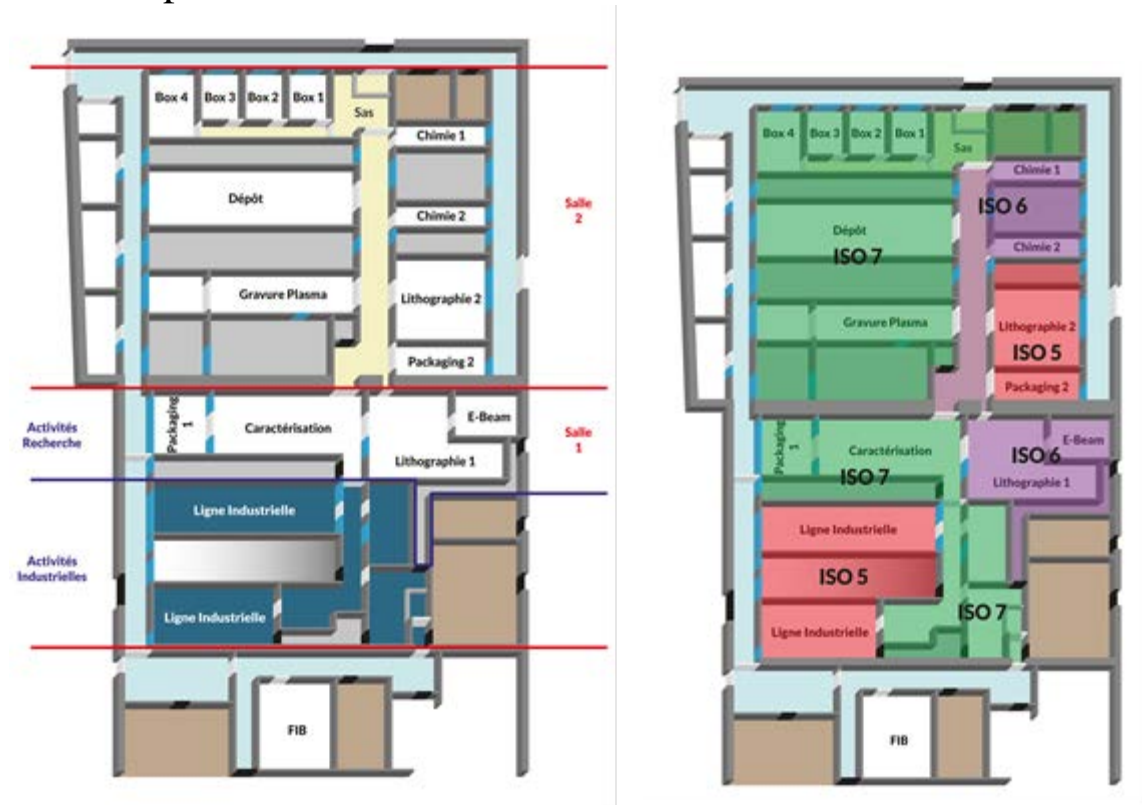 Box 4
Box 3
Box 2
Box 1
Sas
Chimie 1
Dépôt
Chimie 2
Salle
2
Gravure Plasma
Lithographie 2
Packaging 2
Activités
Recherche
Packaging
1
Caractérisation
E-Beam
Lithographie 1
Salle
1
Ligne Industrielle
Activités
Industrielles
Ligne Industrielle
FIB
Box 4
Box 3
Box 2
Box 1
Sas
Chimie 1
ISO 6
Dépôt
ISO 7
Chimie 2
Gravure Plasma
Lithographie 2
ISO 5
Packaging 2
Packaging
1
Caractérisation
ISO 7
E-Beam
ISO 6
Lithographie 1
Ligne Industrielle
ISO 5
ISO 7
Ligne Industrielle
FIB